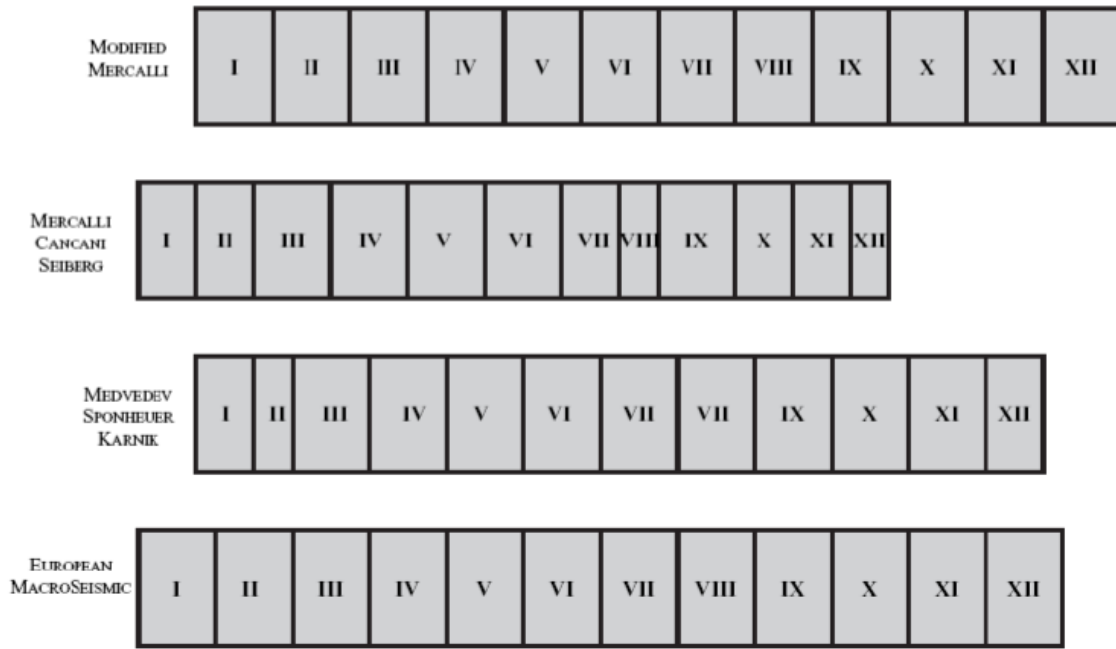 MODIFIED
MERCALLI
I II III IV V VI VII VIII IX X XI XII
MERCALLI
CANCANI
SEIBERG
I II III IV V VI VII VIII IX X XI XII
MEDVEDEV
SPONHEUER
KARNIK
I II III IV V VI VII VII IX X XI XII
EUROPEAN
MACROSEISMIC
I II III IV V VI VII VIII IX X XI XII